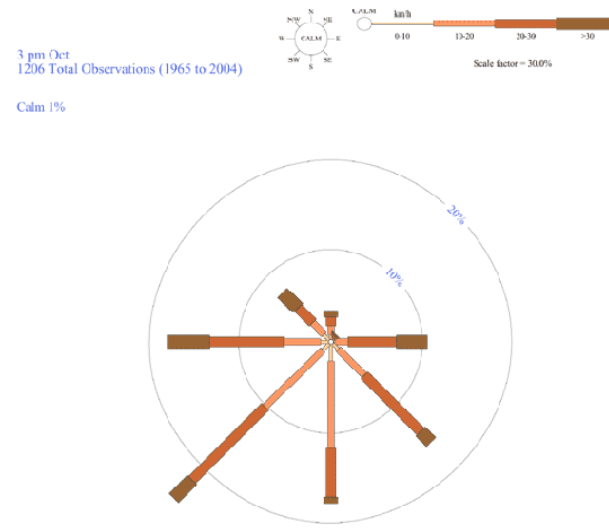 N
NW NE
W CALM E
SW SE
S
CALM km/h
0-10 10-20 20-30 >30
Scale factor = 30.0%
3 pm Oct
1206 Total Observations (1965 to 2004)
Calm 1%
20%
10%